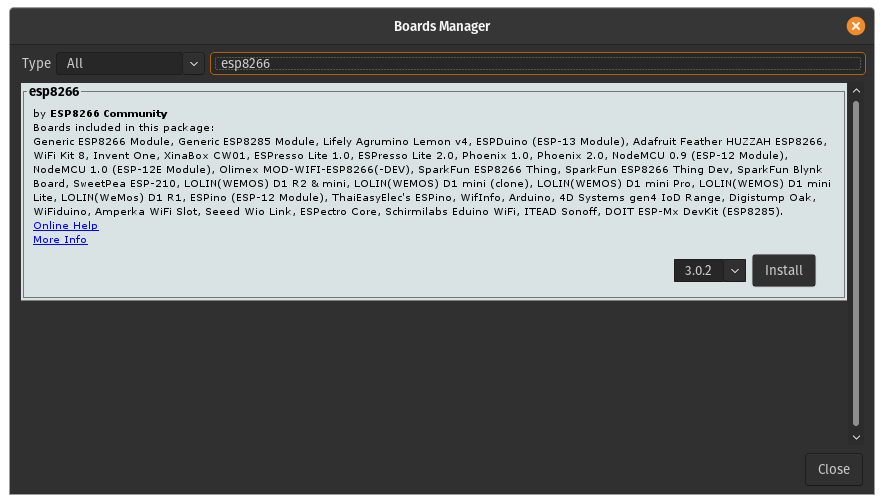 Boards Manager
Type All esp8266
esp8266
by ESP8266 Community
Boards included in this package:
Generic ESP8266 Module, Generic ESP8285 Module, Lifely Agrumino Lemon v4, ESPDuino (ESP-13 Module), Adafruit Feather HUZZAH ESP8266,
WiFi Kit 8, Invent One, XinaBox CW01, ESPresso Lite 1.0, ESPresso Lite 2.0, Phoenix 1.0, Phoenix 2.0, NodeMCU 0.9 (ESP-12 Module),
NodeMCU 1.0 (ESP-12E Module), Olimex MOD-WIFI-ESP8266(-DEV), SparkFun ESP8266 Thing, SparkFun ESP8266 Thing Dev, SparkFun Blynk
Board, SweetPea ESP-210, LOLIN(WEMOS) D1 R2 & mini, LOLIN(WEMOS) D1 mini (clone), LOLIN(WEMOS) D1 mini Pro, LOLIN(WEMOS) D1 mini
Lite, LOLIN(WeMos) D1 R1, ESPino (ESP-12 Module), ThaiEasyElec's ESPino, WifInfo, Arduino, 4D Systems gen4 IoD Range, Digistump Oak,
WiFiduino, Amperka WiFi Slot, Seeed Wio Link, ESPectro Core, Schirmilabs Eduino WiFi, ITEAD Sonoff, DOIT ESP-Mx DevKit (ESP8285).
Online Help
More Info
3.0.2 Install
Close